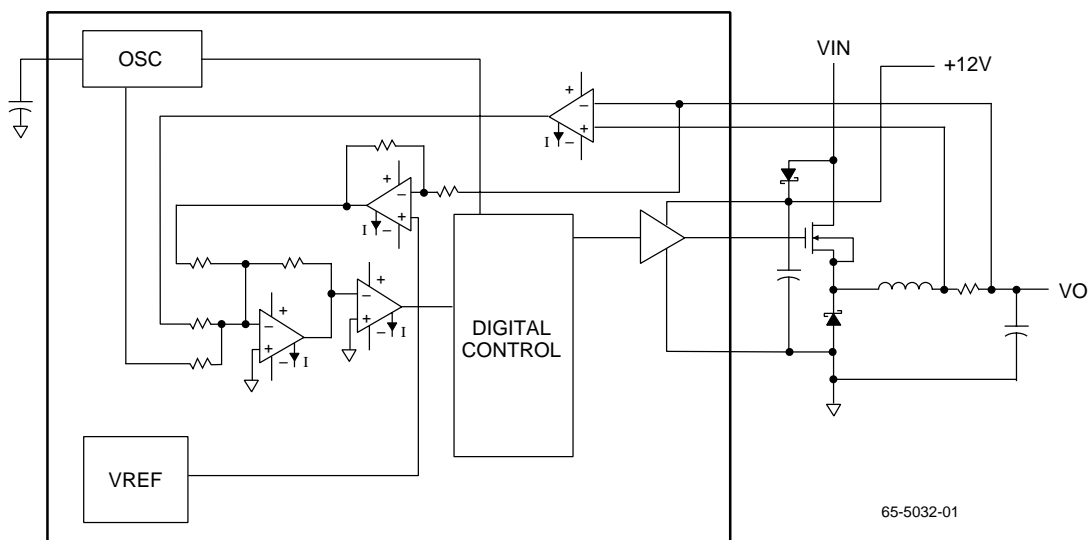 OSC
VIN
+12V
+
−
+
I
−
+
−
+
I
−
+
−
+
I
−
+
−
+
−
I
DIGITAL
CONTROL
VO
VREF
65-5032-01